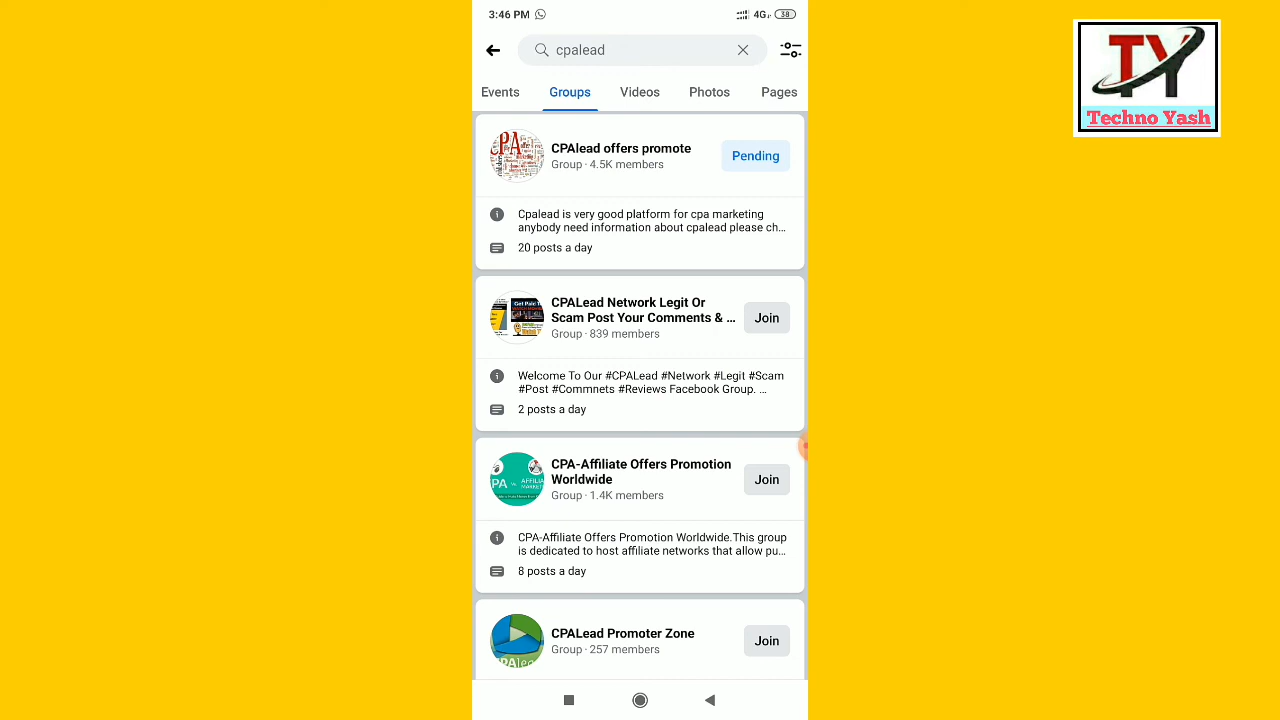 3:46 PM
4G
38
cpalead
Events Groups Videos Photos Pages
CPAlead offers promote
Group · 4.5K members
Pending
Cpalead is very good platform for cpa marketing
anybody need information about cpalead please ch...
20 posts a day
CPALead Network Legit Or
Scam Post Your Comments & ...
Group · 839 members
Join
Welcome To Our #CPALead #Network #Legit #Scam
#Post #Commnets #Reviews Facebook Group. ...
2 posts a day
CPA-Affiliate Offers Promotion
Worldwide
Group · 1.4K members
Join
CPA-Affiliate Offers Promotion Worldwide.This group
is dedicated to host affiliate networks that allow pu...
8 posts a day
CPALead Promoter Zone
Group · 257 members
Join
TY
Techno Yash